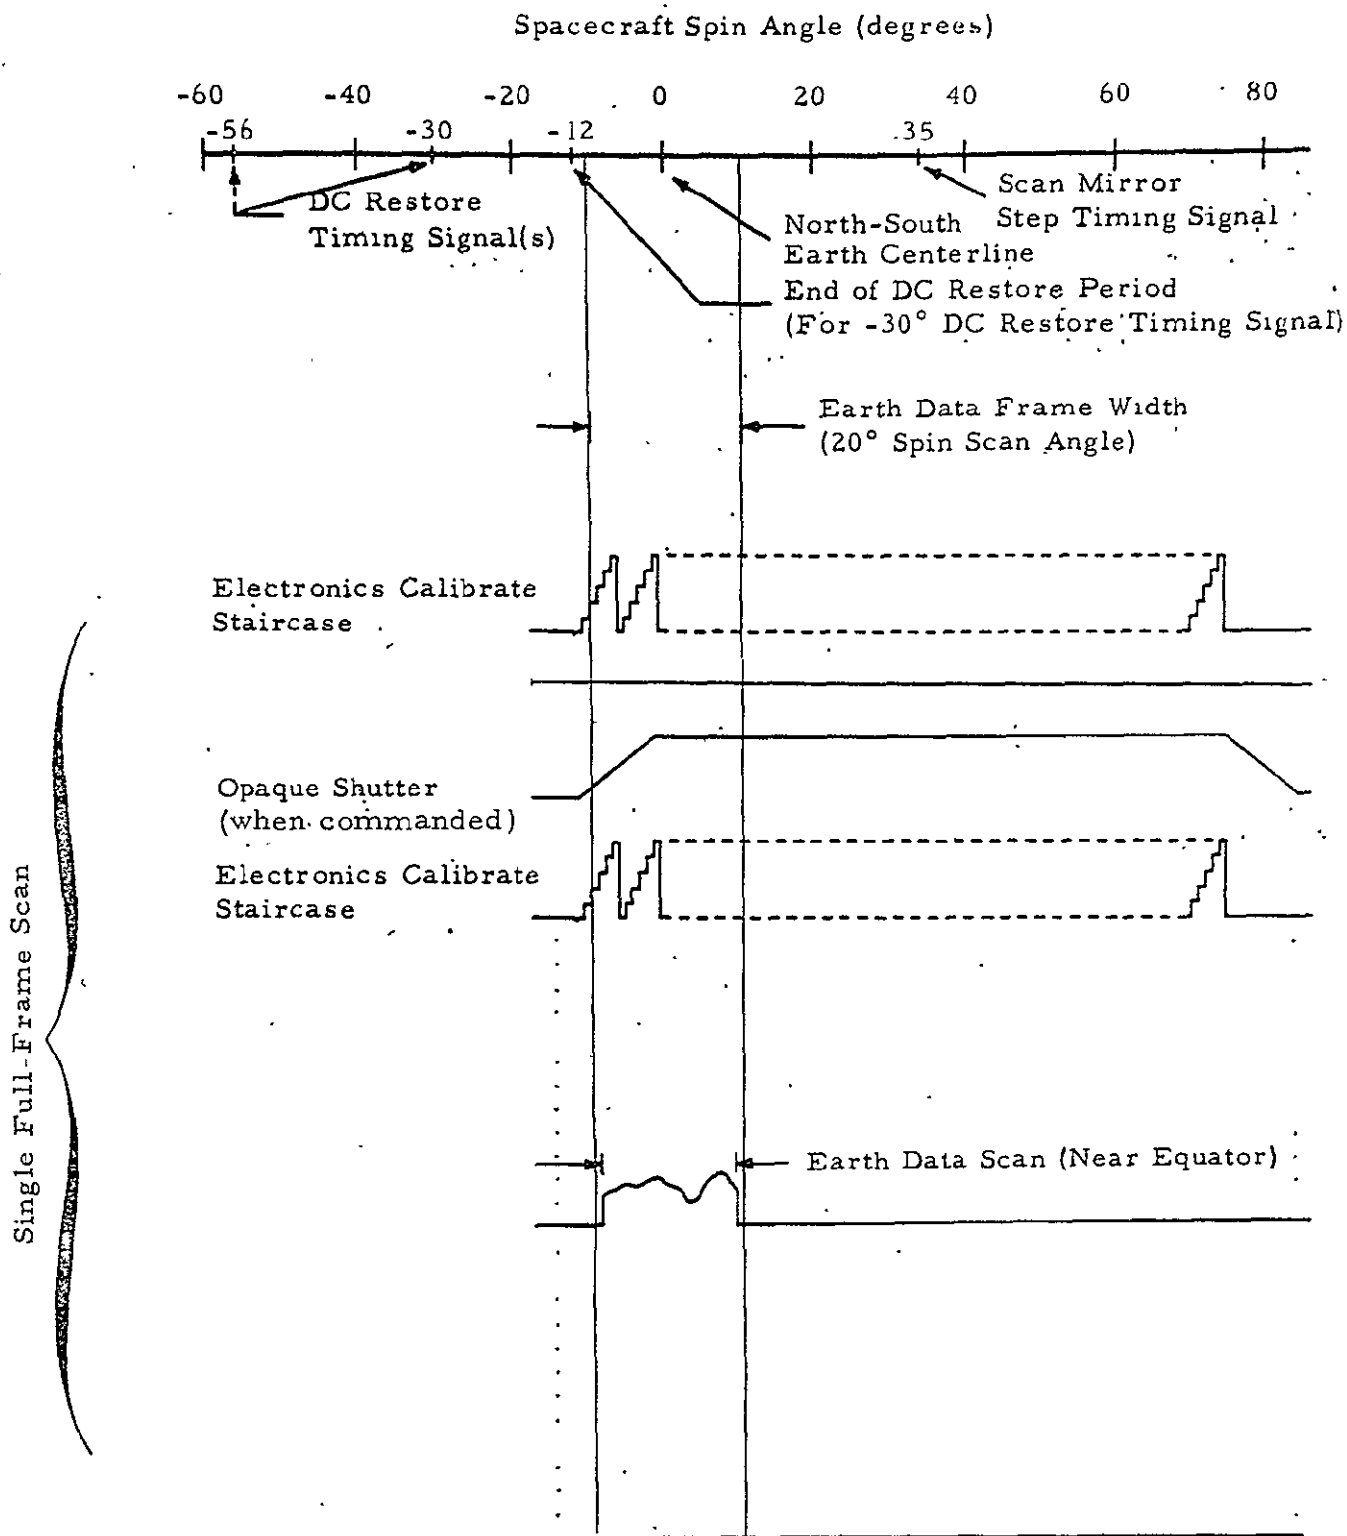 Spacecraft Spin Angle (degrees)
-60 -40 -20 0 20 40 60 80
-56 -30 -12 35
DC Restore
Timing Signal(s)
Scan Mirror
Step Timing Signal
North-South
Earth Centerline
End of DC Restore Period
(For -30° DC Restore Timing Signal)
Earth Data Frame Width
(20° Spin Scan Angle)
Electronics Calibrate
Staircase
Opaque Shutter
(when commanded)
Electronics Calibrate
Staircase
Single Full-Frame Scan
Earth Data Scan (Near Equator)